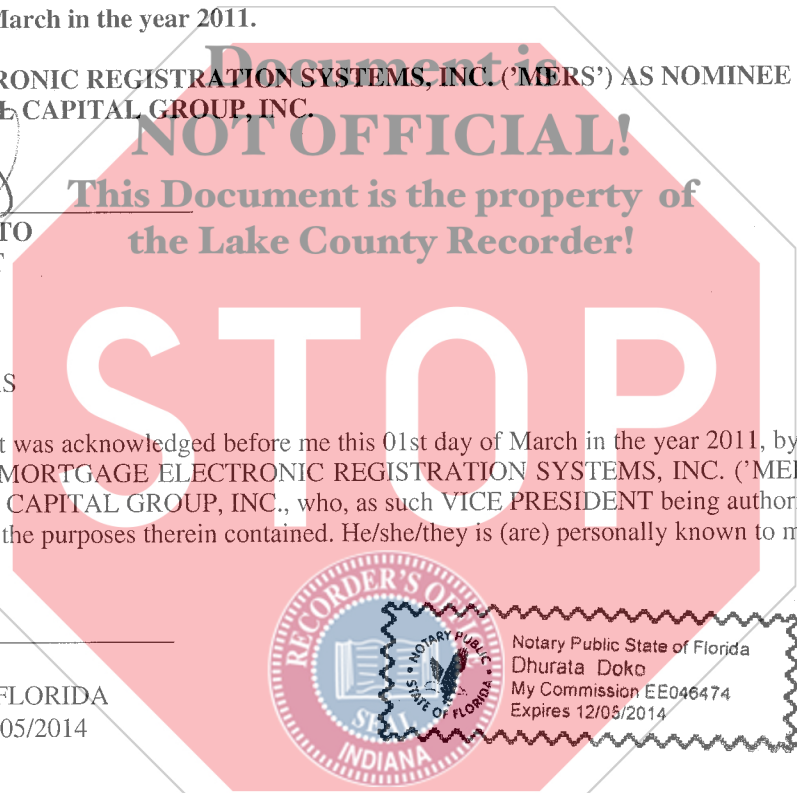 March in the year 2011.
Document is
RONIC REGISTRATION SYSTEMS, INC. ('MERS') AS NOMINEE
L CAPITAL GROUP, INC.
NOT OFFICIAL!
This Document is the property of
TO
the Lake County Recorder!
STOP
t was acknowledged before me this 01st day of March in the year 2011, by
MORTGAGE ELECTRONIC REGISTRATION SYSTEMS, INC. ('MER
CAPITAL GROUP, INC., who, as such VICE PRESIDENT being author
the purposes therein contained. He/she/they is (are) personally known to m
RECORDER'S OFFICE
SEAL
INDIANA
NOTARY PUBLIC
STATE OF FLORIDA
Notary Public State of Florida
Dhurata Doko
My Commission EE046474
Expires 12/05/2014
FLORIDA
05/2014